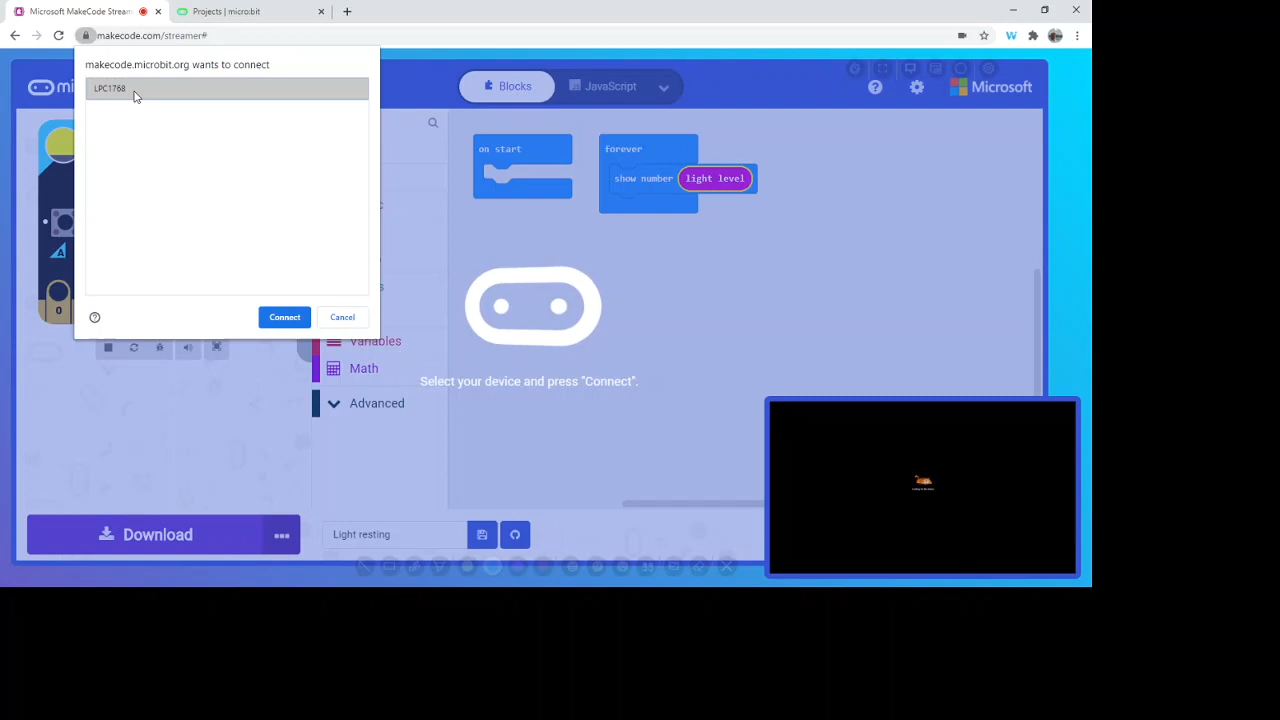 Microsoft MakeCode Stream
Projects | micro:bit
makecode.com/streamer#
makecode.microbit.org wants to connect
LPC1768
Connect
Cancel
mi
Blocks
JavaScript
Microsoft
on start
forever
show number
light level
0
Variables
Math
Advanced
Select your device and press "Connect".
Download
Light resting